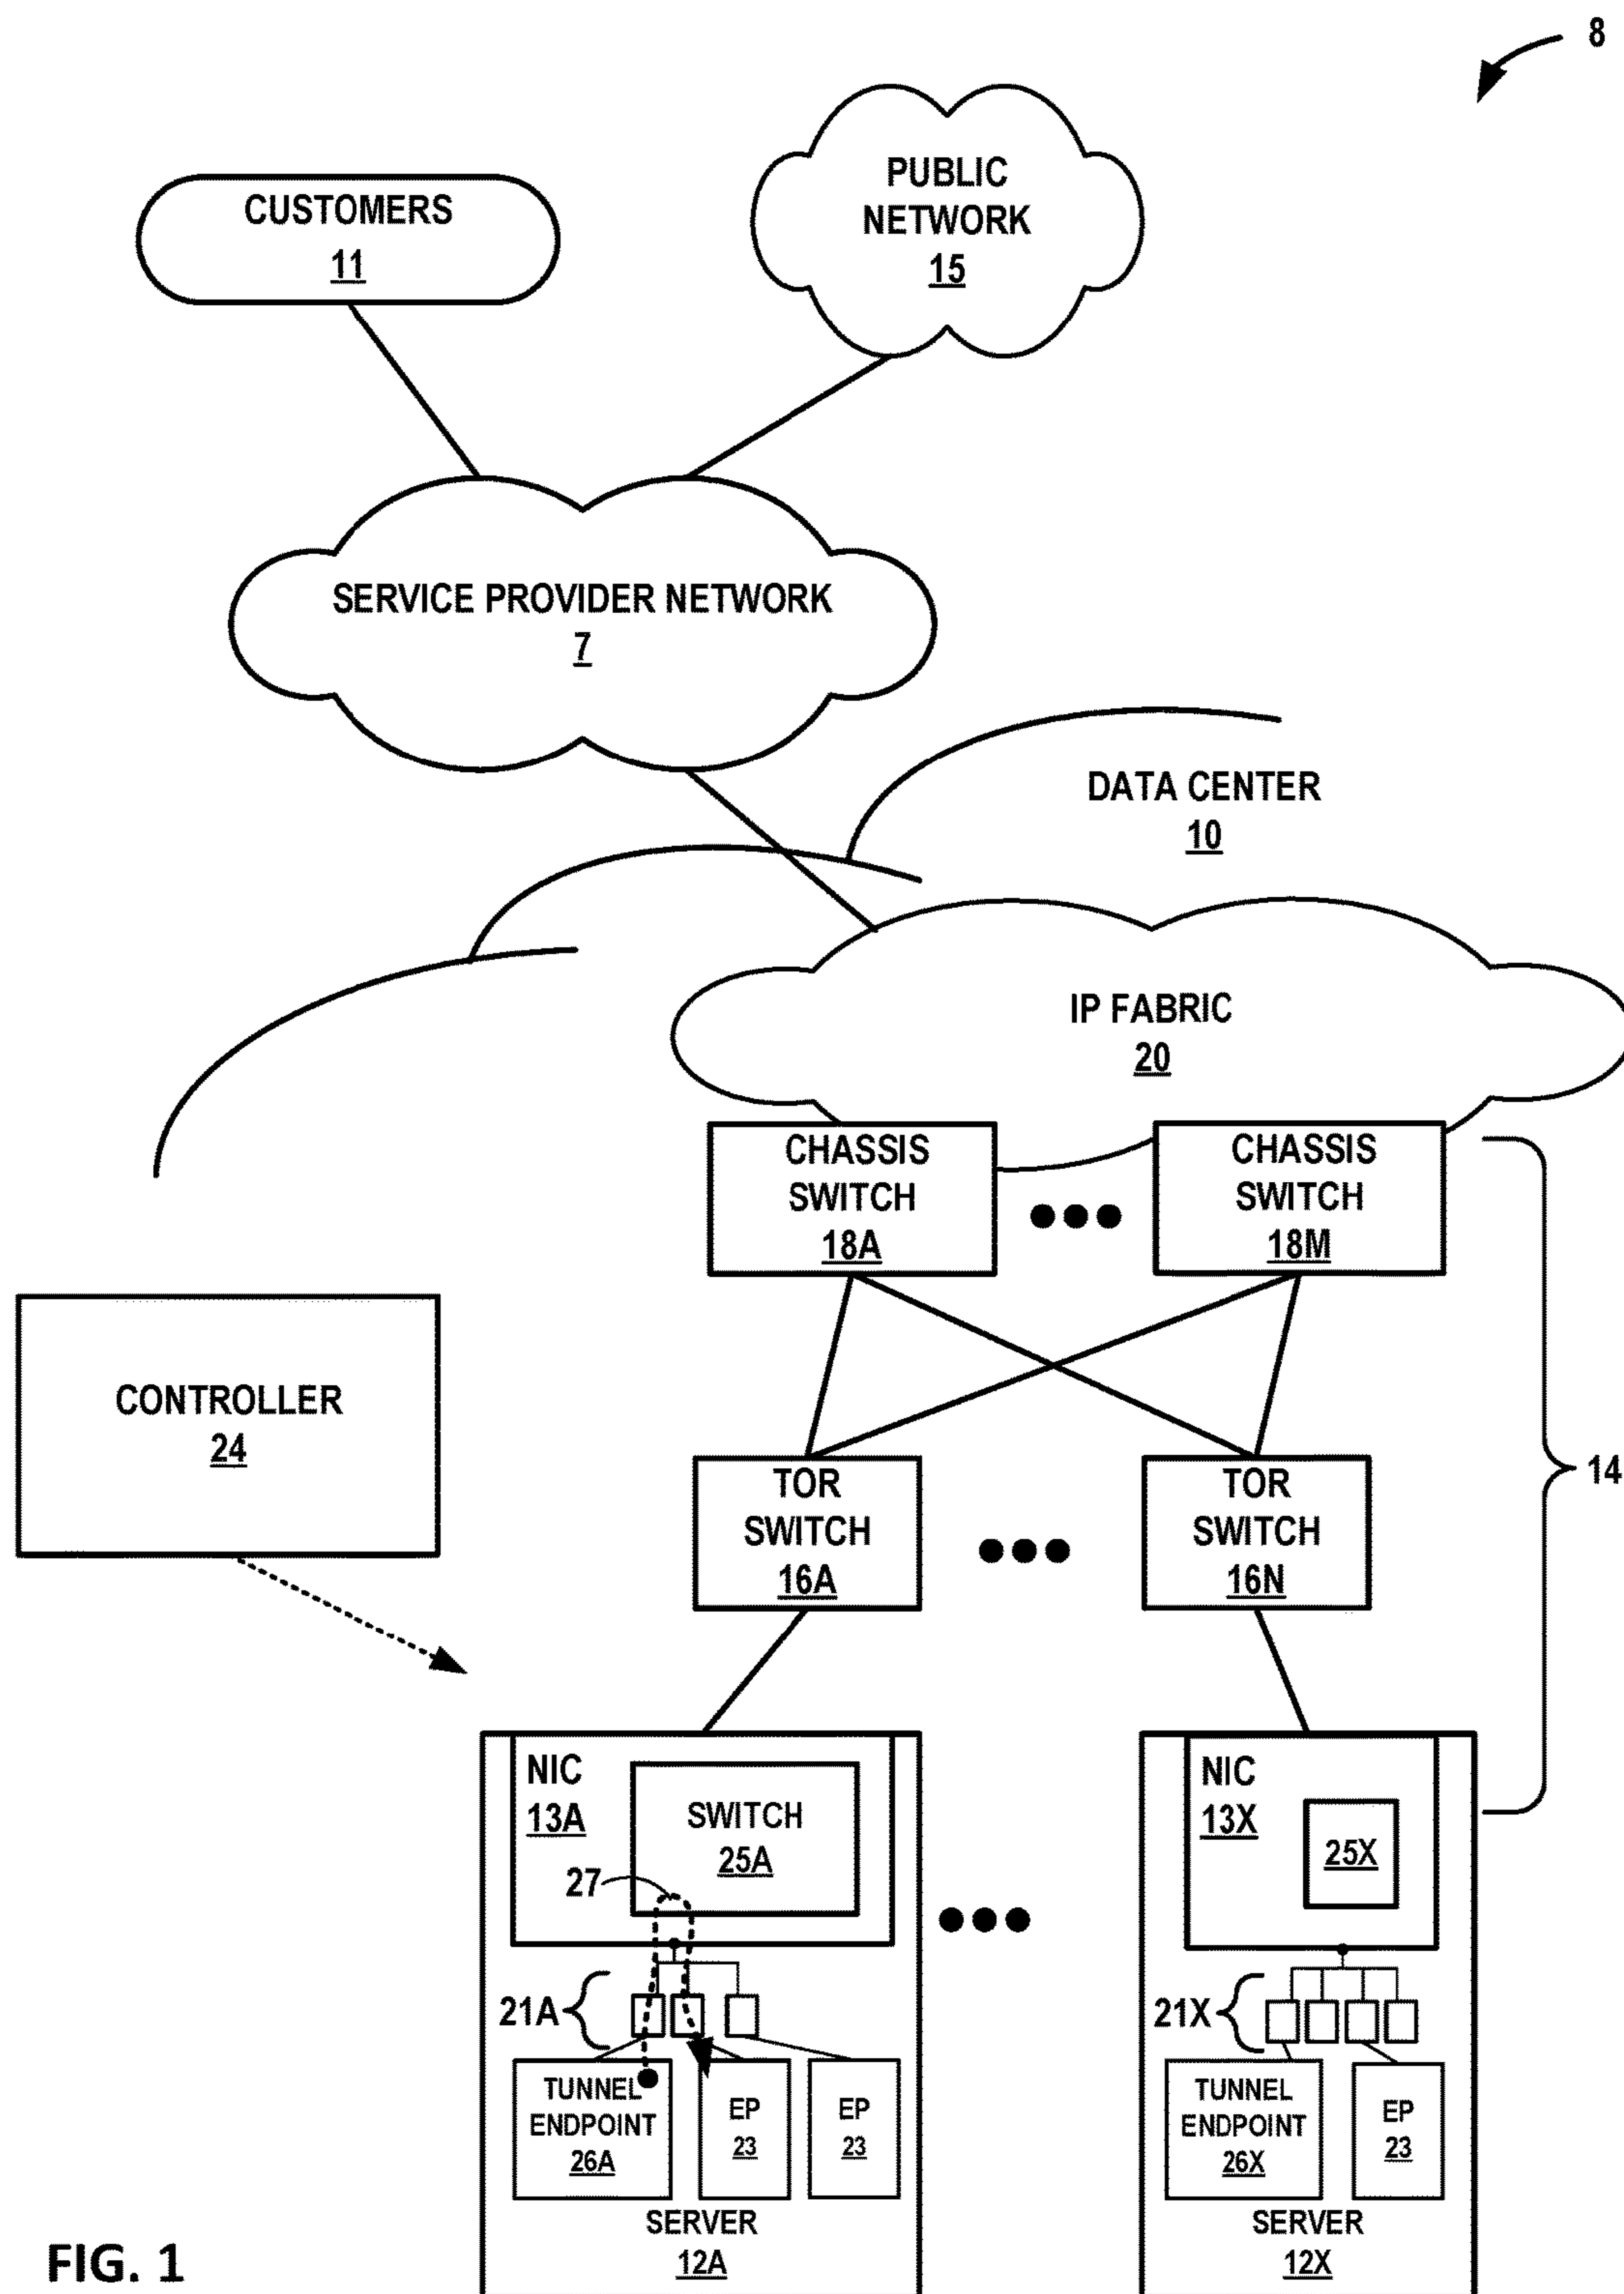 8
CUSTOMERS
11
PUBLIC
NETWORK
15
SERVICE PROVIDER NETWORK
7
DATA CENTER
10
IP FABRIC
20
CHASSIS
SWITCH
18A
CHASSIS
SWITCH
18M
CONTROLLER
24
TOR
SWITCH
16A
TOR
SWITCH
16N
14
NIC
13A
SWITCH
25A
27
NIC
13X
25X
21A
21X
TUNNEL
ENDPOINT
26A
EP
23
EP
23
TUNNEL
ENDPOINT
26X
EP
23
SERVER
12A
SERVER
12X
FIG. 1